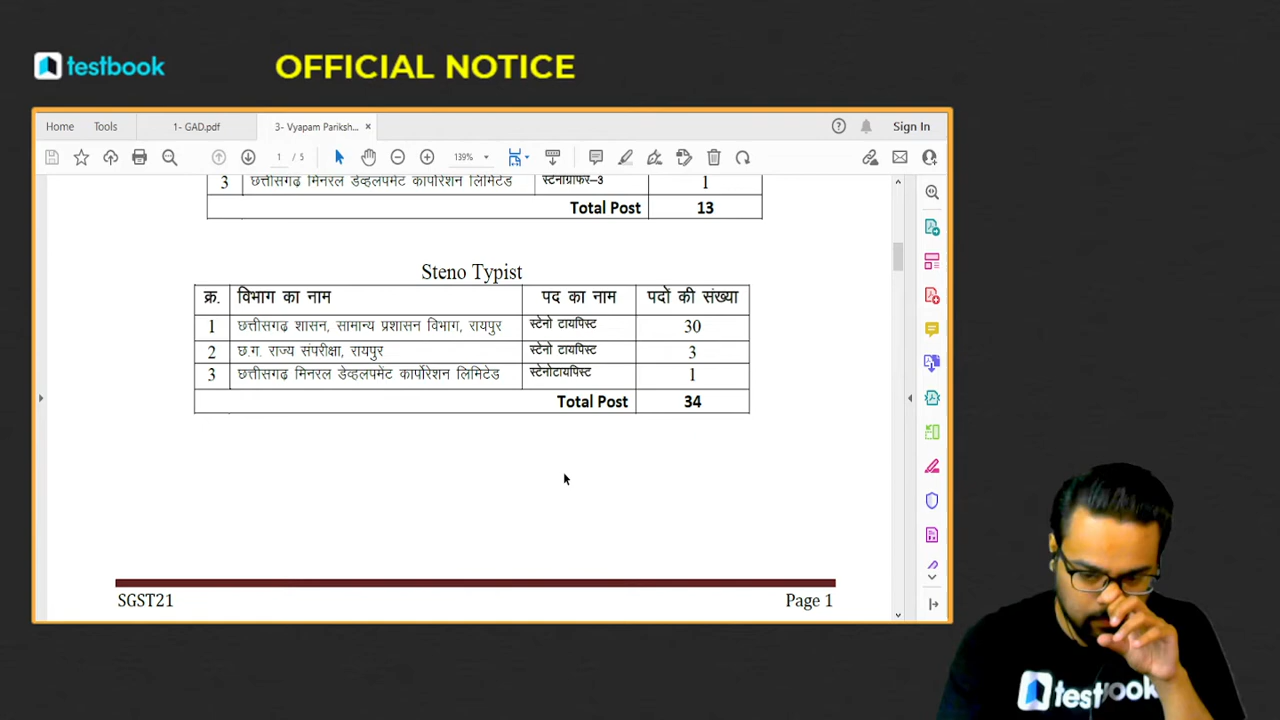 testbook
OFFICIAL NOTICE
Home Tools 1- GAD.pdf 3- Vyapam Pariksh... × Sign In
1 / 5 139%
3 छत्तीसगढ़ मिनरल डेव्हलपमेंट कार्पोरेशन लिमिटेड स्टेनोग्राफर-3 1
Total Post 13
Steno Typist
क्र. विभाग का नाम पद का नाम पदों की संख्या
1 छत्तीसगढ़ शासन, सामान्य प्रशासन विभाग, रायपुर स्टेनो टायपिस्ट 30
2 छ.ग. राज्य संपरीक्षा, रायपुर स्टेनो टायपिस्ट 3
3 छत्तीसगढ़ मिनरल डेव्हलपमेंट कार्पोरेशन लिमिटेड स्टेनोटायपिस्ट 1
Total Post 34
SGST21 Page 1
testbook